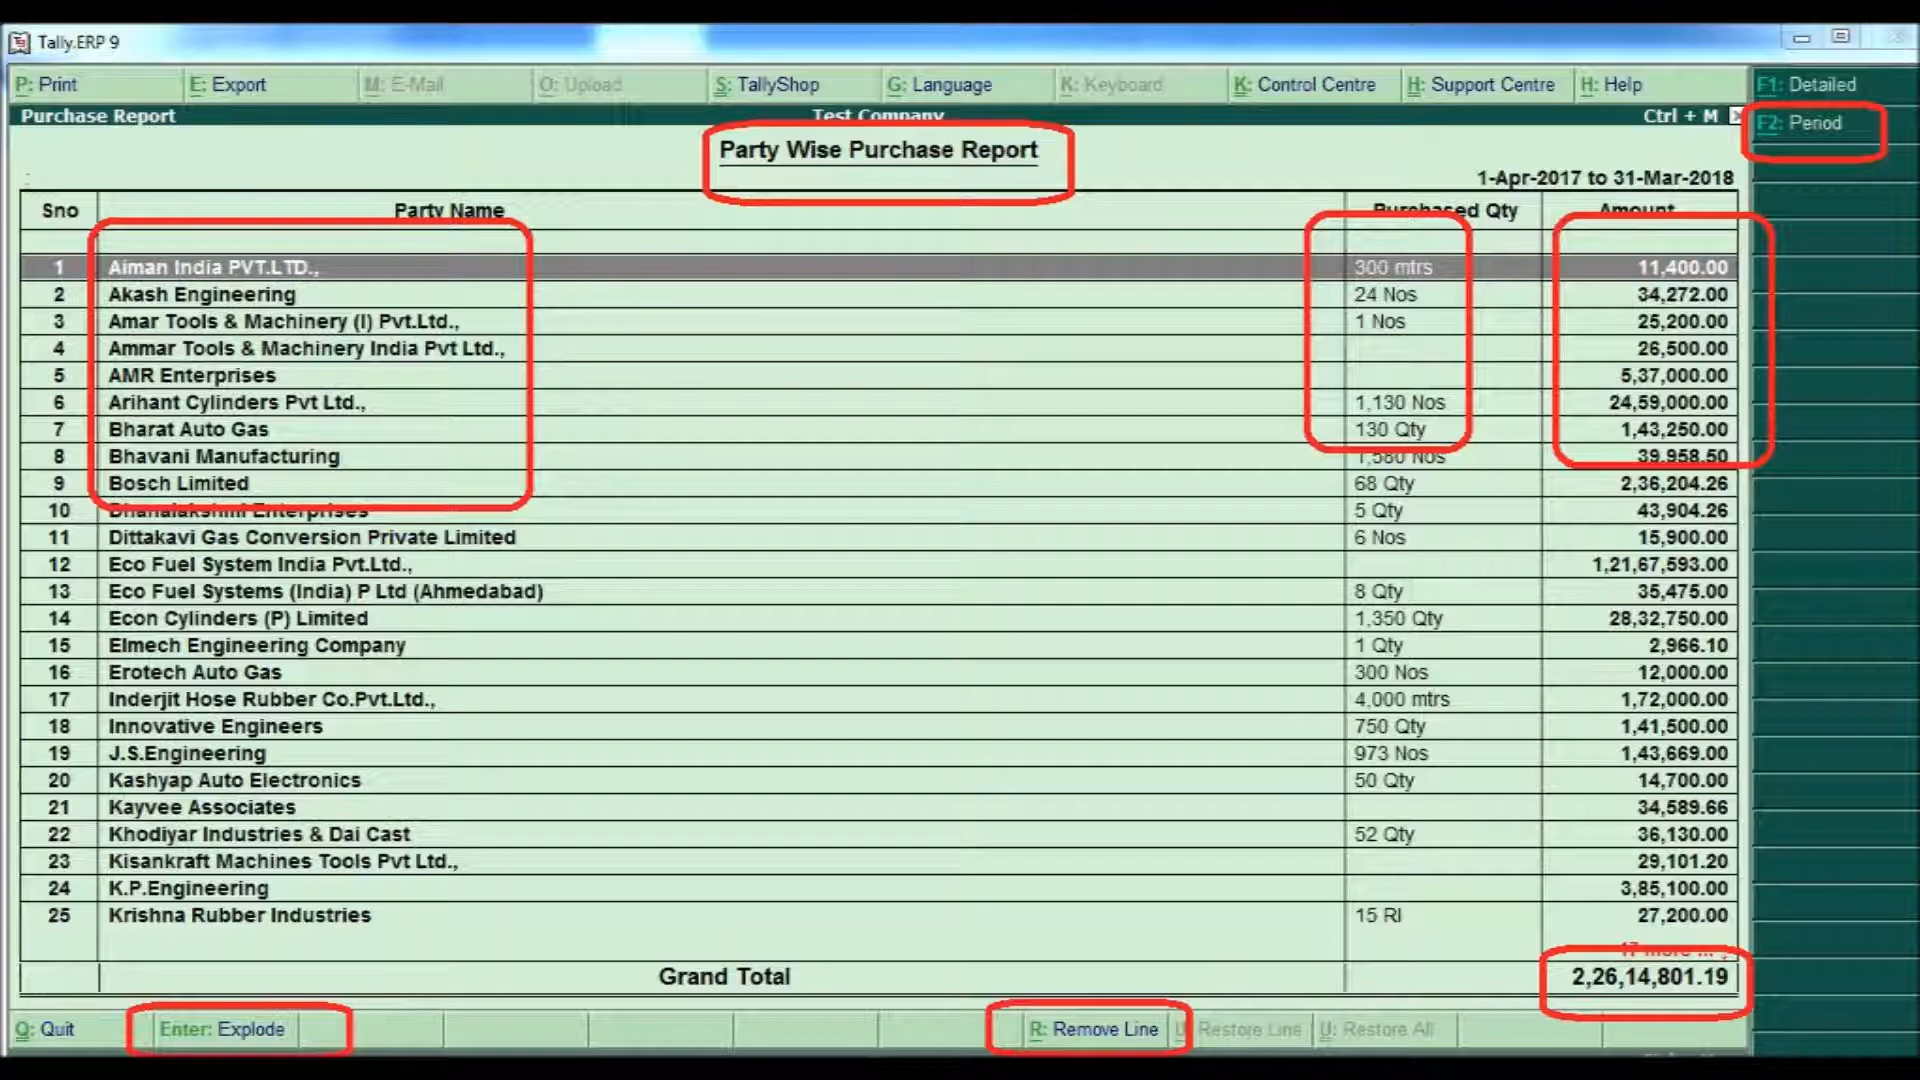 Tally.ERP 9
P: Print E: Export M: E-Mail O: Upload S: TallyShop G: Language K: Keyboard K: Control Centre H: Support Centre H: Help F1: Detailed
Purchase Report Test Company Ctrl + M F2: Period
Party Wise Purchase Report
1-Apr-2017 to 31-Mar-2018
Sno Party Name Purchased Qty Amount
1 Aiman India PVT.LTD., 300 mtrs 11,400.00
2 Akash Engineering 24 Nos 34,272.00
3 Amar Tools & Machinery (I) Pvt.Ltd., 1 Nos 25,200.00
4 Ammar Tools & Machinery India Pvt Ltd., 26,500.00
5 AMR Enterprises 5,37,000.00
6 Arihant Cylinders Pvt Ltd., 1,130 Nos 24,59,000.00
7 Bharat Auto Gas 130 Qty 1,43,250.00
8 Bhavani Manufacturing 1,580 Nos 39,958.50
9 Bosch Limited 68 Qty 2,36,204.26
10 Dhanalakshmi Enterprises 5 Qty 43,904.26
11 Dittakavi Gas Conversion Private Limited 6 Nos 15,900.00
12 Eco Fuel System India Pvt.Ltd., 1,21,67,593.00
13 Eco Fuel Systems (India) P Ltd (Ahmedabad) 8 Qty 35,475.00
14 Econ Cylinders (P) Limited 1,350 Qty 28,32,750.00
15 Elmech Engineering Company 1 Qty 2,966.10
16 Erotech Auto Gas 300 Nos 12,000.00
17 Inderjit Hose Rubber Co.Pvt.Ltd., 4,000 mtrs 1,72,000.00
18 Innovative Engineers 750 Qty 1,41,500.00
19 J.S.Engineering 973 Nos 1,43,669.00
20 Kashyap Auto Electronics 50 Qty 14,700.00
21 Kayvee Associates 34,589.66
22 Khodiyar Industries & Dai Cast 52 Qty 36,130.00
23 Kisankraft Machines Tools Pvt Ltd., 29,101.20
24 K.P.Engineering 3,85,100.00
25 Krishna Rubber Industries 15 Rl 27,200.00
17 more ...
Grand Total 2,26,14,801.19
Q: Quit Enter: Explode R: Remove Line U Restore Line U: Restore All